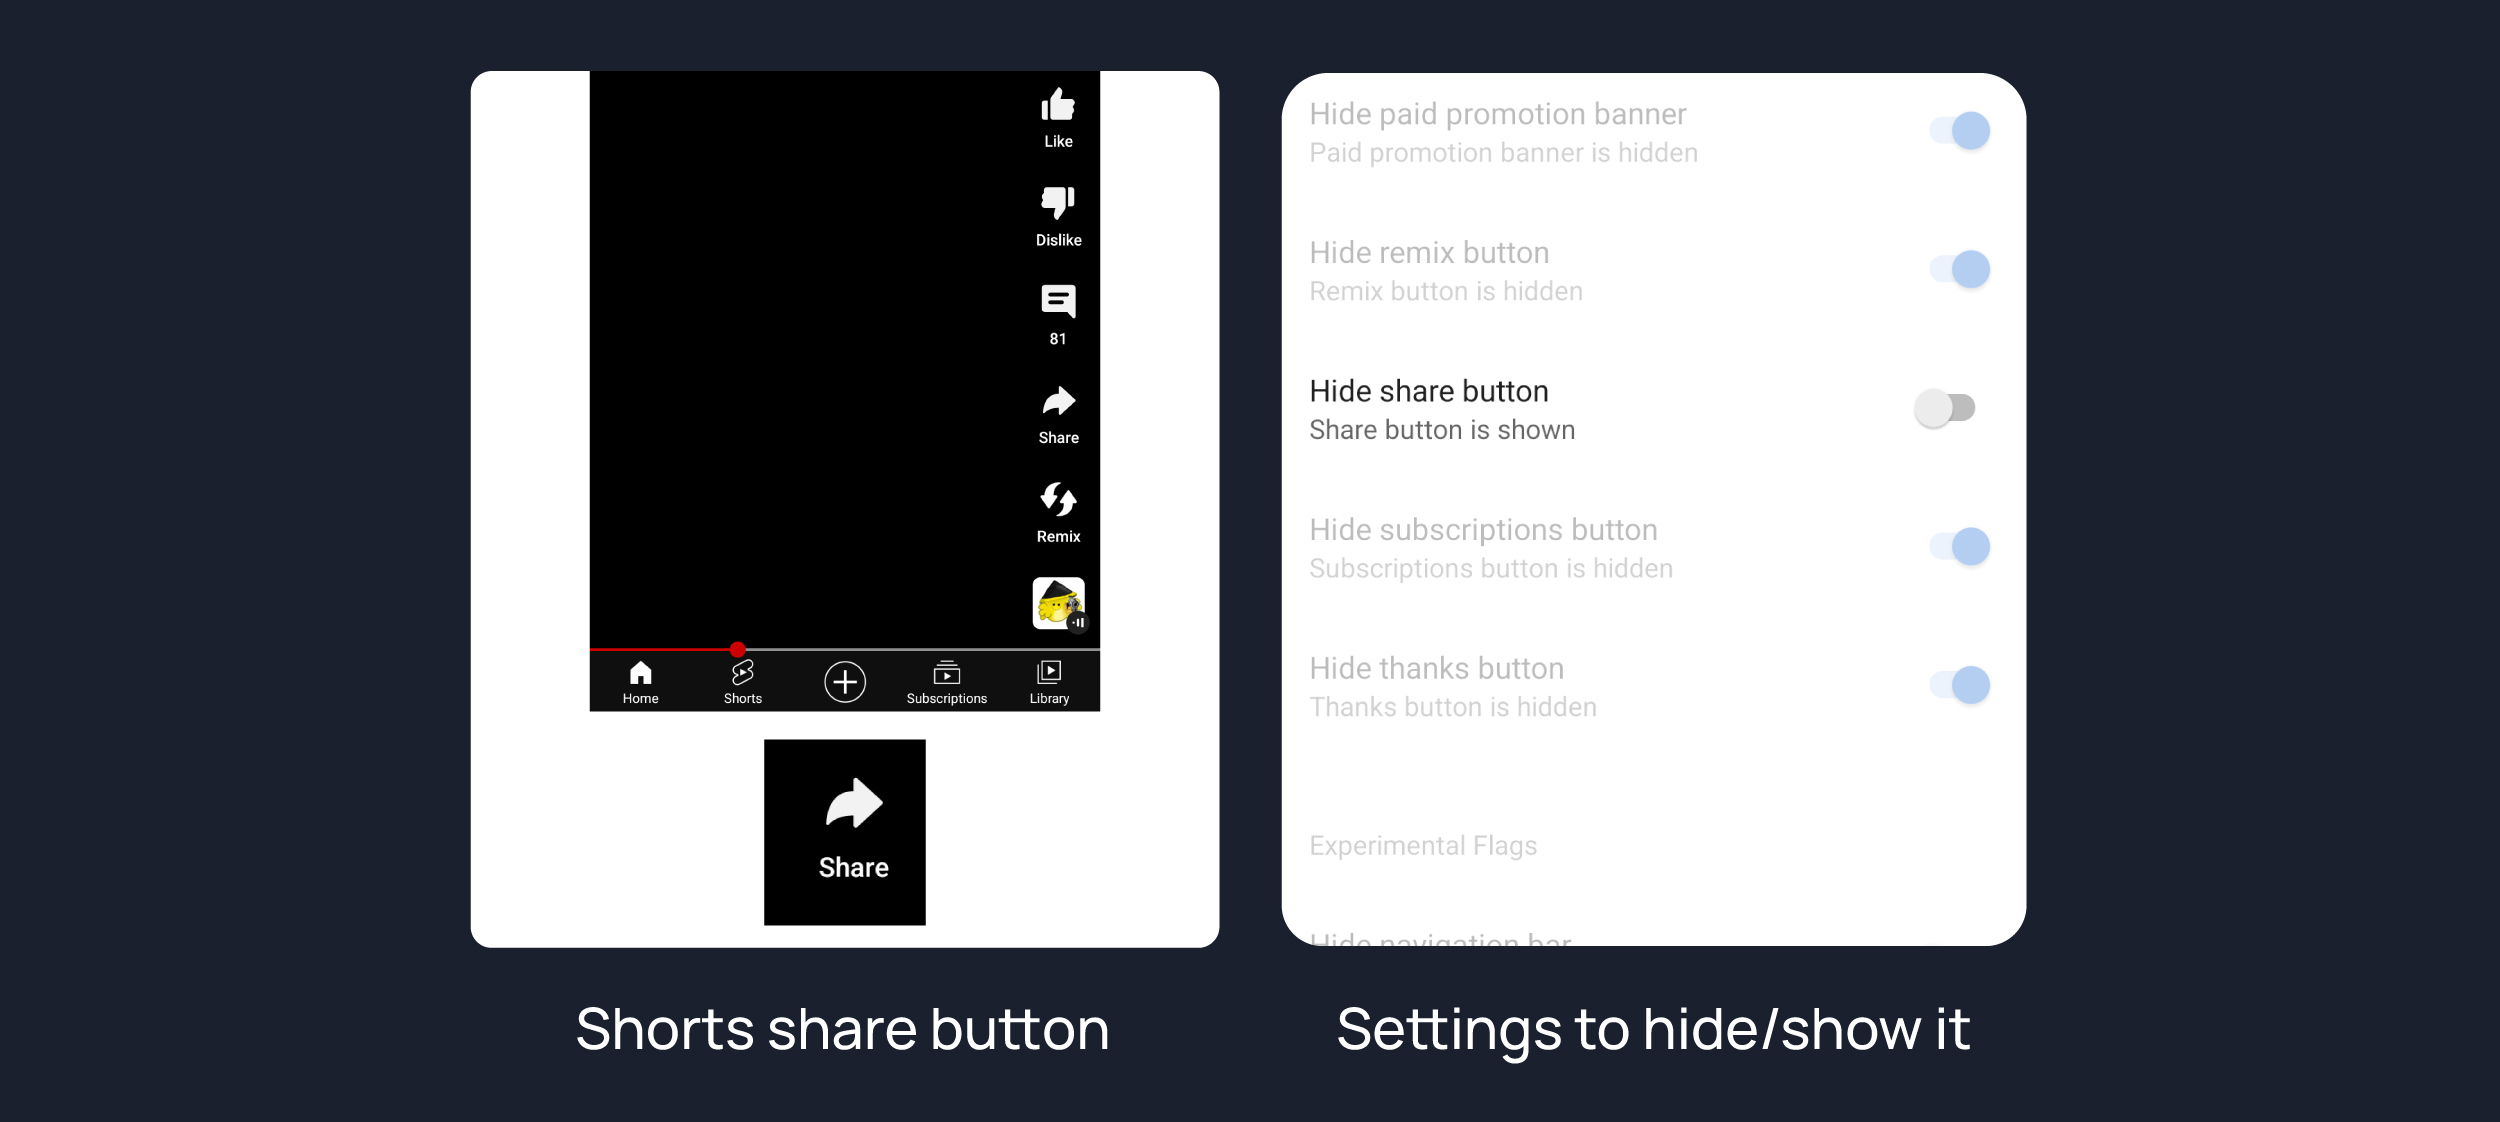 Like
Dislike
81
Share
Remix
Home
Shorts
Subscriptions
Library
Share
Shorts share button
Hide paid promotion banner
Paid promotion banner is hidden
Hide remix button
Remix button is hidden
Hide share button
Share button is shown
Hide subscriptions button
Subscriptions button is hidden
Hide thanks button
Thanks button is hidden
Experimental Flags
Hide navigation bar
Settings to hide/show it